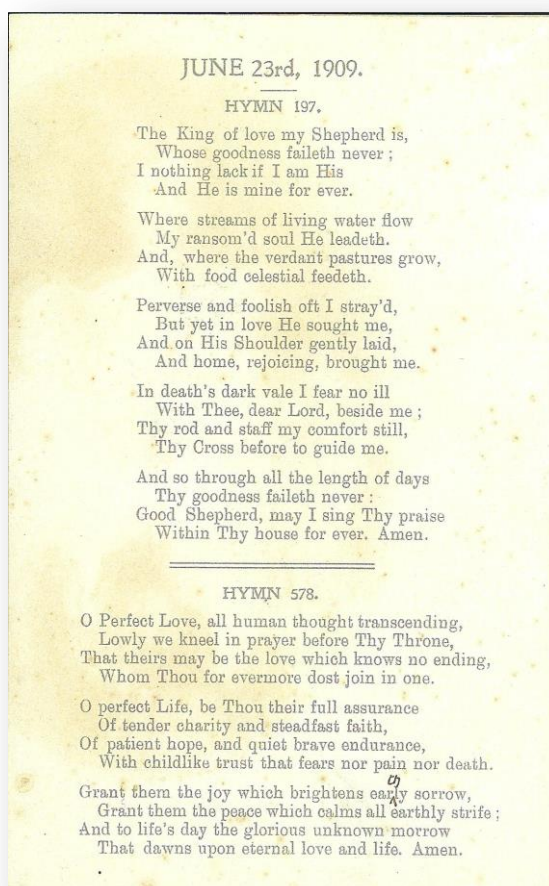 JUNE 23rd, 1909.
HYMN 197.
The King of love my Shepherd is,
Whose goodness faileth never ;
I nothing lack if I am His
And He is mine for ever.
Where streams of living water flow
My ransom'd soul He leadeth.
And, where the verdant pastures grow,
With food celestial feedeth.
Perverse and foolish oft I stray'd,
But yet in love He sought me,
And on His Shoulder gently laid,
And home, rejoicing, brought me.
In death's dark vale I fear no ill
With Thee, dear Lord, beside me ;
Thy rod and staff my comfort still,
Thy Cross before to guide me.
And so through all the length of days
Thy goodness faileth never :
Good Shepherd, may I sing Thy praise
Within Thy house for ever. Amen.
HYMN 578.
O Perfect Love, all human thought transcending,
Lowly we kneel in prayer before Thy Throne,
That theirs may be the love which knows no ending,
Whom Thou for evermore dost join in one.
O perfect Life, be Thou their full assurance
Of tender charity and steadfast faith,
Of patient hope, and quiet brave endurance,
With childlike trust that fears nor pain nor death.
Grant them the joy which brightens early sorrow,
Grant them the peace which calms all earthly strife ;
And to life's day the glorious unknown morrow
That dawns upon eternal love and life. Amen.